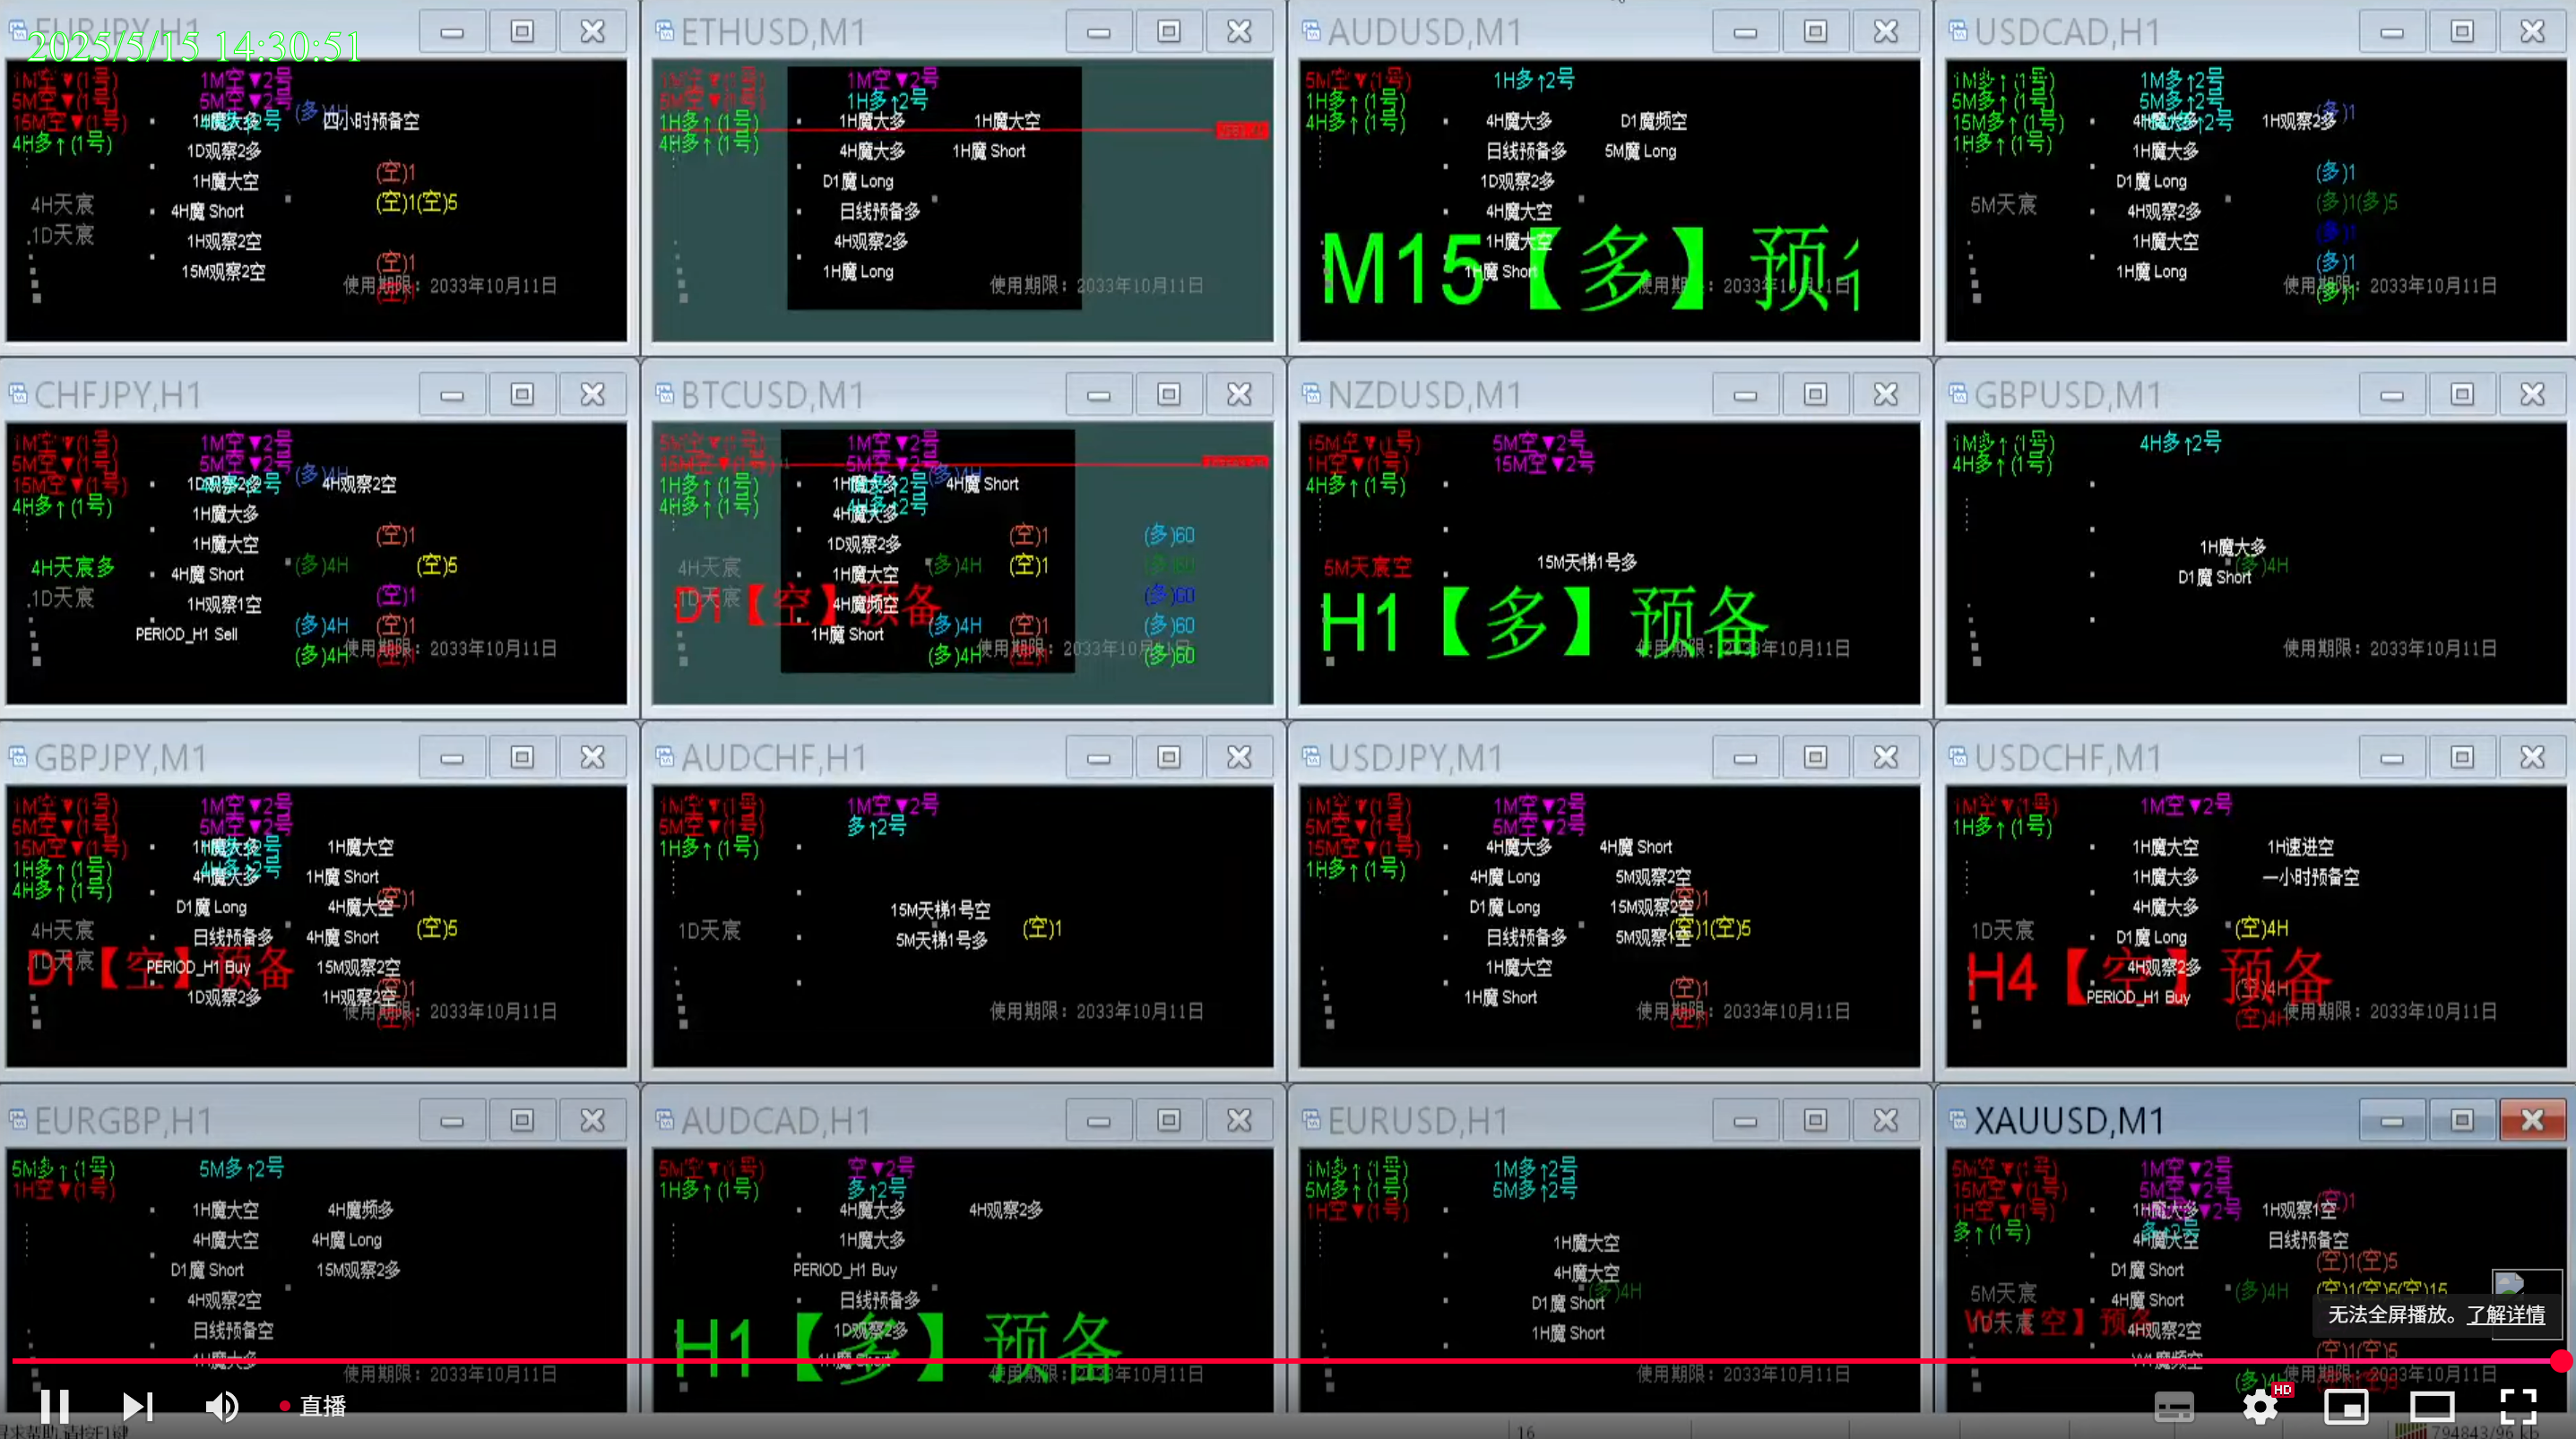 EURJPY,H1
2025/5/15 14:30:51
1M空▼(1号)
1M空▼2号
5M空▼(1号)
5M空▼2号
(多)4H
15M空▼(1号)
1H魔大多
四小时预备空
4H多↑(1号)
1D观察2多
(空)1
1H魔大空
4H天宸
4H魔 Short
(空)1(空)5
1D天宸
1H观察2空
(空)1
15M观察2空
使用期限：2033年10月11日
ETHUSD,M1
1M空▼2号
1H多↑2号
1H多↑(1号)
1H魔大多
1H魔大空
4H多↑(1号)
4H魔大多
1H魔 Short
D1魔 Long
日线预备多
4H观察2多
1H魔 Long
使用期限：2033年10月11日
AUDUSD,M1
5M空▼(1号)
1H多↑2号
1H多↑(1号)
4H多↑(1号)
4H魔大多
D1魔频空
日线预备多
5M魔 Long
1D观察2多
4H魔大空
1H魔大空
M15【多】预
1H魔 Short
USDCAD,H1
1M多↑(1号)
1M多↑2号
5M多↑(1号)
5M多↑2号
(多)1
15M多↑(1号)
1H观察2多
1H多↑(1号)
1H魔大多
D1魔 Long
(多)1
5M天宸
4H观察2多
(多)1(多)5
1H魔大空
(多)1
1H魔 Long
(多)1
使用期限：2033年10月11日
(多)1
CHFJPY,H1
1M空▼(1号)
1M空▼2号
5M空▼(1号)
5M空▼2号
(多)4H
15M空▼(1号)
1D观察2多
4H观察2空
4H多↑(1号)
1H魔大多
1H魔大空
(空)1
4H天宸多
4H魔 Short
(多)4H
(空)5
1D天宸
1H观察1空
(空)1
PERIOD_H1 Sell
(多)4H
(空)1
(多)4H
使用期限：2033年10月11日
BTCUSD,M1
5M空▼(1号)
1M空▼2号
15M空▼(1号)
5M空▼2号
1H多↑(1号)
1H魔大多
4H魔 Short
4H多↑(1号)
4H魔大多
1D观察2多
(空)1
(多)60
4H天宸
1H魔大空
(多)4H
(空)1
(多)60
1D天宸
D1【空】预备
4H魔频空
(多)60
1H魔 Short
(多)4H
(空)1
(多)60
(多)4H
(多)60
使用期限：2033年10月11日
NZDUSD,M1
15M空▼(1号)
5M空▼2号
1H空▼(1号)
15M空▼2号
4H多↑(1号)
5M天宸空
15M天梯1号多
H1【多】预备
使用期限：2033年10月11日
GBPUSD,M1
1M多↑(1号)
4H多↑2号
4H多↑(1号)
1H魔大多
(多)4H
D1魔 Short
使用期限：2033年10月11日
GBPJPY,M1
1M空▼(1号)
1M空▼2号
5M空▼(1号)
5M空▼2号
15M空▼(1号)
1H魔大多
1H魔大空
1H多↑(1号)
4H魔大多
1H魔 Short
4H多↑(1号)
D1魔 Long
4H魔大空
(空)1
4H天宸
日线预备多
4H魔 Short
(空)5
1D天宸
D1【空】预备
PERIOD_H1 Buy
15M观察2空
1D观察2多
1H观察2空
使用期限：2033年10月11日
AUDCHF,H1
1M空▼(1号)
1M空▼2号
5M空▼(1号)
多↑2号
1H多↑(1号)
15M天梯1号空
1D天宸
5M天梯1号多
(空)1
使用期限：2033年10月11日
USDJPY,M1
1M空▼(1号)
1M空▼2号
5M空▼(1号)
5M空▼2号
15M空▼(1号)
4H魔大多
4H魔 Short
1H多↑(1号)
4H魔 Long
5M观察2空
D1魔 Long
15M观察2空
(空)1
日线预备多
5M观察1空
(空)1(空)5
1H魔大空
1H魔 Short
(空)1
使用期限：2033年10月11日
USDCHF,M1
1M空▼(1号)
1M空▼2号
1H多↑(1号)
1H魔大空
1H速进空
1H魔大多
一小时预备空
4H魔大多
1D天宸
D1魔 Long
(空)4H
H4【空】预备
4H观察2多
PERIOD_H1 Buy
(空)4H
(空)4H
使用期限：2033年10月11日
EURGBP,H1
5M多↑(1号)
5M多↑2号
1H空▼(1号)
1H魔大空
4H魔频多
4H魔大空
4H魔 Long
D1魔 Short
15M观察2多
4H观察2空
日线预备空
1H魔大多
使用期限：2033年10月11日
AUDCAD,H1
5M空▼(1号)
空▼2号
1H多↑(1号)
多↑2号
4H魔大多
4H观察2多
1H魔大多
PERIOD_H1 Buy
日线预备多
1D观察2多
H1【多】预备
使用期限：2033年10月11日
EURUSD,H1
1M多↑(1号)
1M多↑2号
5M多↑(1号)
5M多↑2号
1H空▼(1号)
1H魔大空
4H魔大空
(多)4H
D1魔 Short
1H魔 Short
使用期限：2033年10月11日
XAUUSD,M1
5M空▼(1号)
1M空▼2号
15M空▼(1号)
5M空▼2号
(空)1
1H空▼(1号)
1H魔大多
1H观察1空
多↑(1号)
4H魔大空
日线预备空
D1魔 Short
(空)1(空)5
5M天宸
4H魔 Short
(多)4H
(空)1(空)5(空)15
1D天宸
4H观察2空
(空)1(空)5
W1魔频空
使用期限：2033年10月11日
无法全屏播放。了解详情
直播
HD
16